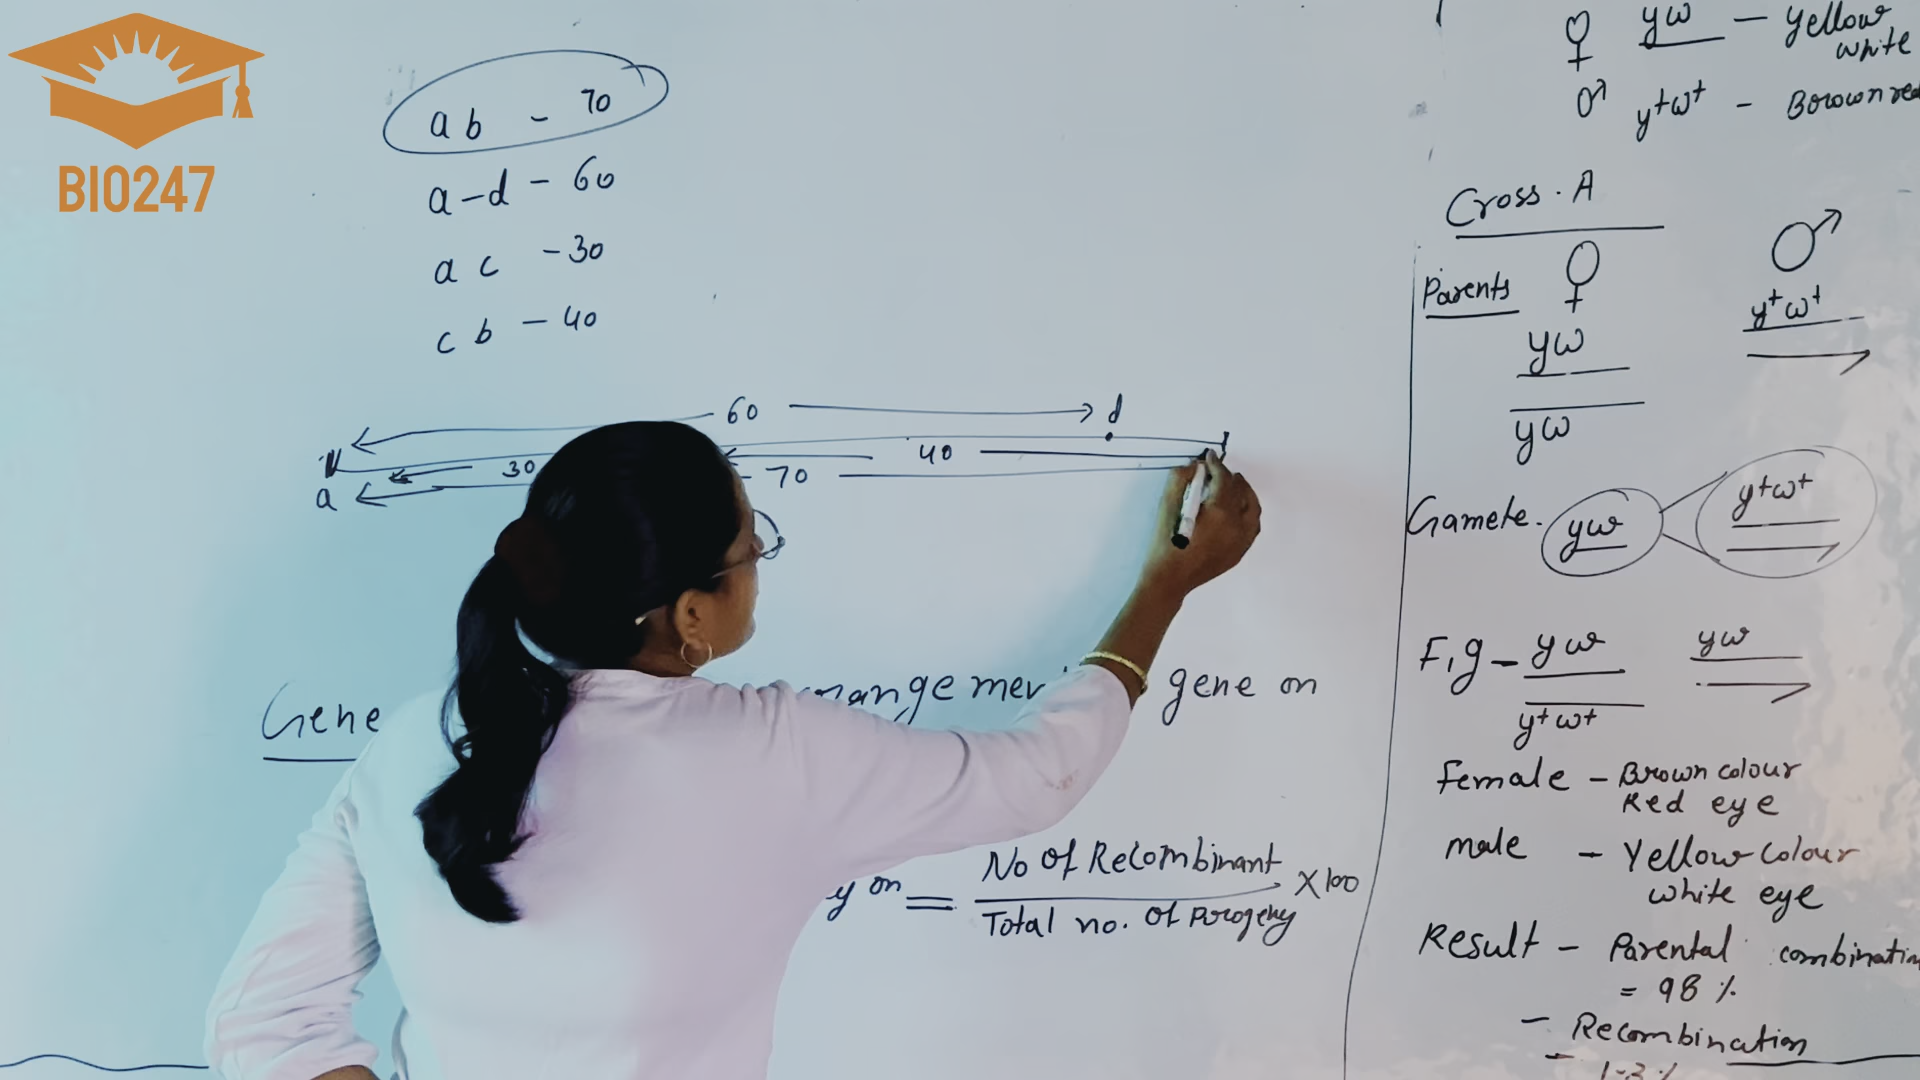 BIO247
ab - 70
a-d - 60
a c - 30
c b - 40
60 d
30 40
a 70
Gene gene on
y on = No Of Recombinant / Total no. Of Progeny X100
♀ yw - Yellow
white
♂ y+w+ - Brown
Cross. A
Parents ♀ ♂
yw y+w+
yw
Gamete. yw y+w+
F1g - yw yw
y+w+
Female - Brown colour
Red eye
male - Yellow colour
white eye
Result - Parental combination
= 98 %
- Recombination